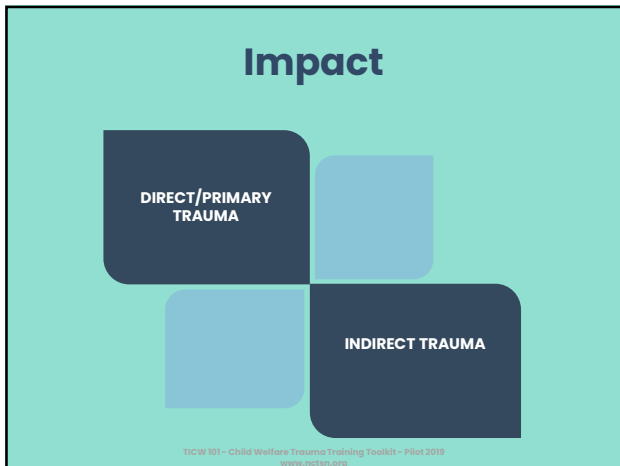 Impact
DIRECT/PRIMARY
TRAUMA
INDIRECT TRAUMA
TICW 101 - Child Welfare Trauma Training Toolkit - Pilot 2019
www.nctsn.org